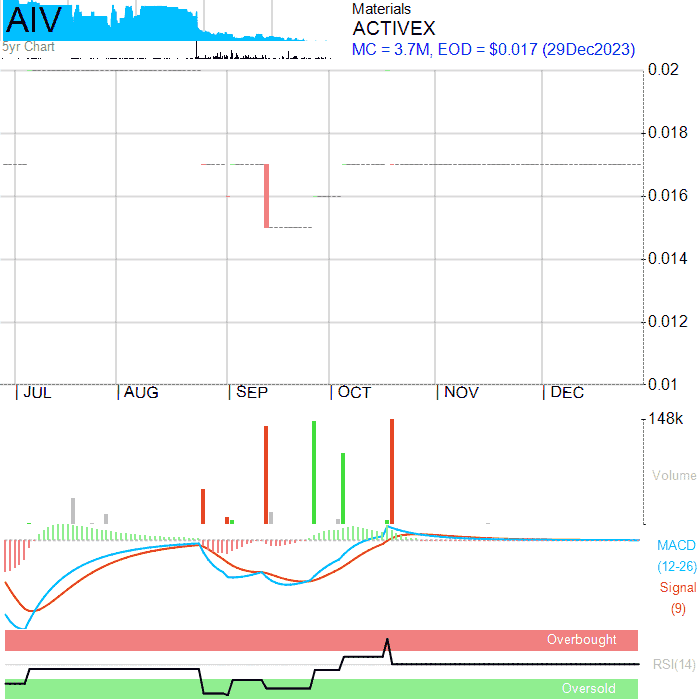 AIV
5yr Chart
Materials
ACTIVEX
MC = 3.7M, EOD = $0.017 (29Dec2023)
0.02
0.018
0.016
0.014
0.012
0.01
JUL AUG SEP OCT NOV DEC
148k
Volume
MACD
(12-26)
Signal
(9)
Overbought
RSI(14)
Oversold